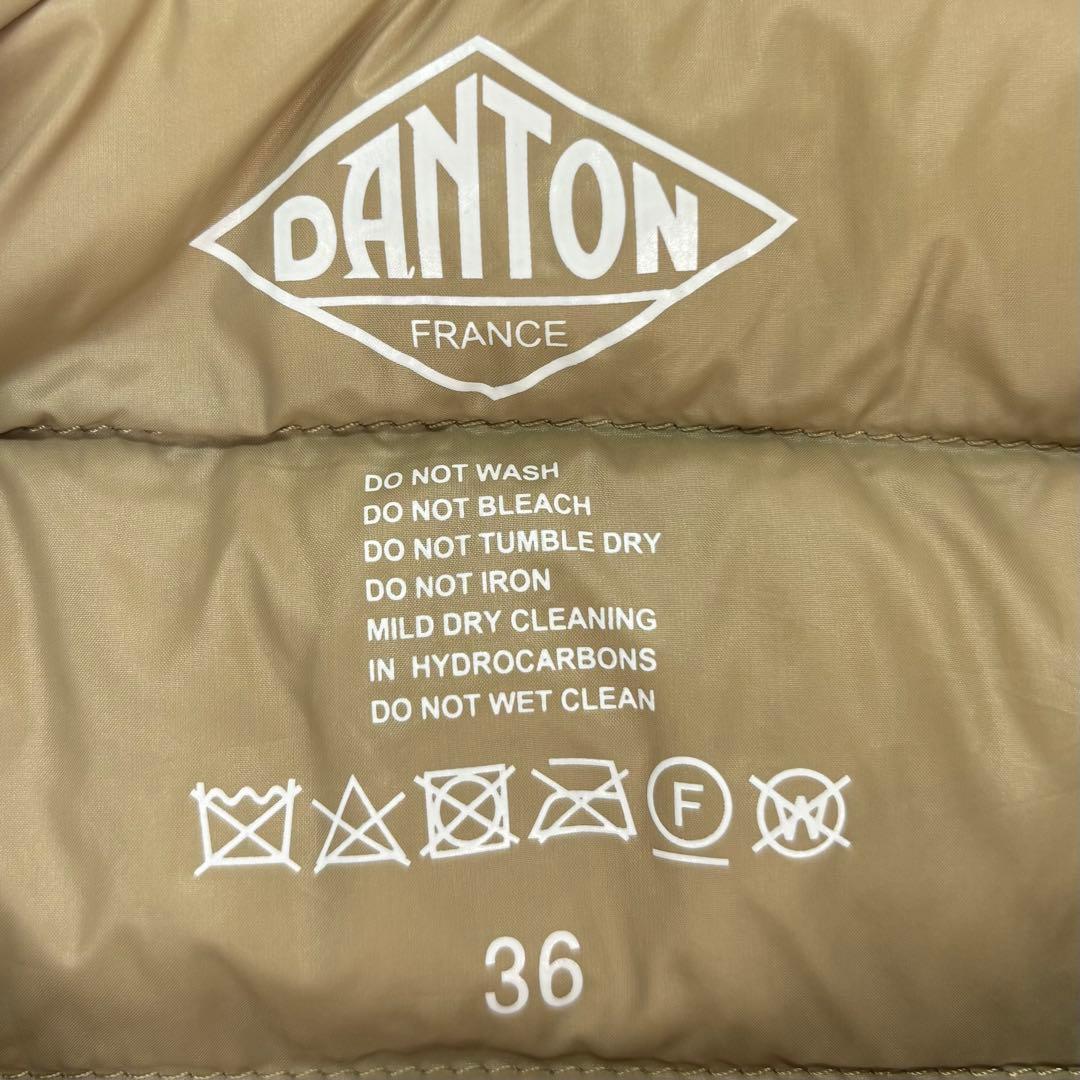 DANTON
FRANCE
DO NOT WASH
DO NOT BLEACH
DO NOT TUMBLE DRY
DO NOT IRON
MILD DRY CLEANING
IN HYDROCARBONS
DO NOT WET CLEAN
F W
36